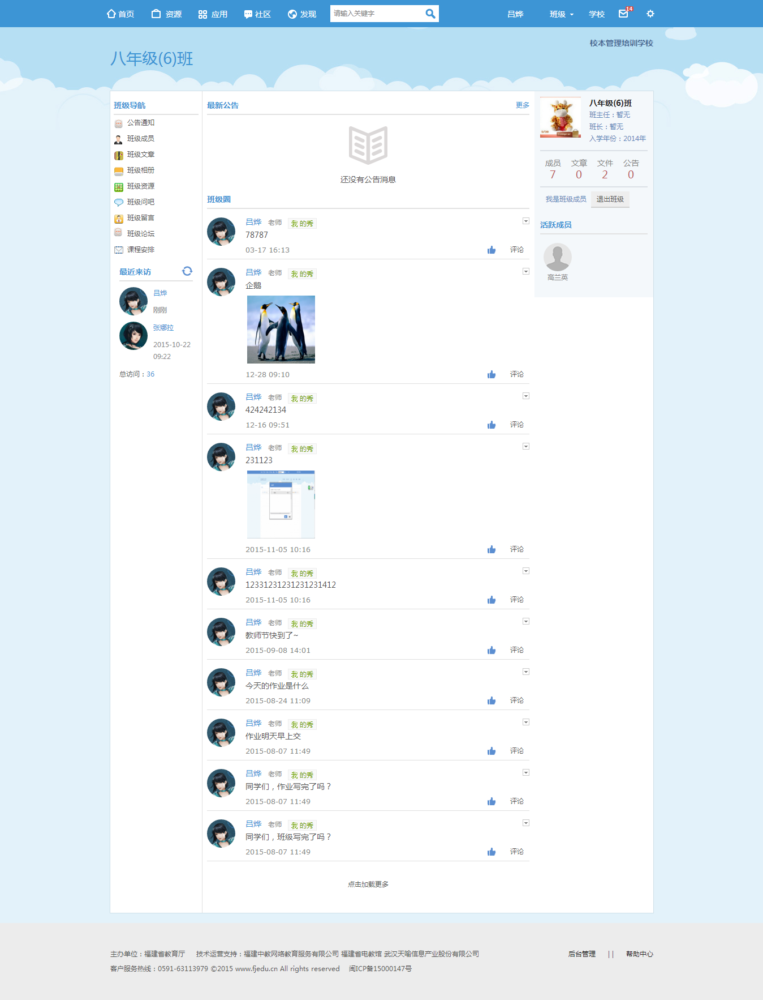 首页 资源 应用 社区 发现 请输入关键字 吕烨 班级 学校 14
校本管理培训学校
八年级(6)班
班级导航
公告通知
班级成员
班级文章
班级相册
班级资源
班级问吧
班级留言
班级论坛
课程安排
最近来访
吕烨
刚刚
张娜拉
2015-10-22
09:22
总访问：36
最新公告 更多
还没有公告消息
班级圈
吕烨 老师 我的秀
78787
03-17 16:13 评论
吕烨 老师 我的秀
企鹅
12-28 09:10 评论
吕烨 老师 我的秀
424242134
12-16 09:51 评论
吕烨 老师 我的秀
231123
2015-11-05 10:16 评论
吕烨 老师 我的秀
12331231231231231412
2015-11-05 10:16 评论
吕烨 老师 我的秀
教师节快到了~
2015-09-08 14:01 评论
吕烨 老师 我的秀
今天的作业是什么
2015-08-24 11:09 评论
吕烨 老师 我的秀
作业明天早上交
2015-08-07 11:49 评论
吕烨 老师 我的秀
同学们，作业写完了吗？
2015-08-07 11:49 评论
吕烨 老师 我的秀
同学们，班级写完了吗？
2015-08-07 11:49 评论
点击加载更多
八年级(6)班
班主任：暂无
班长：暂无
入学年份：2014年
成员 文章 文件 公告
7 0 2 0
我是班级成员 退出班级
活跃成员
高兰英
主办单位：福建省教育厅 技术运营支持：福建中教网络教育服务有限公司 福建省电教馆 武汉天喻信息产业股份有限公司 后台管理 || 帮助中心
客户服务热线：0591-63113979 ©2015 www.fjedu.cn All rights reserved 闽ICP备15000147号